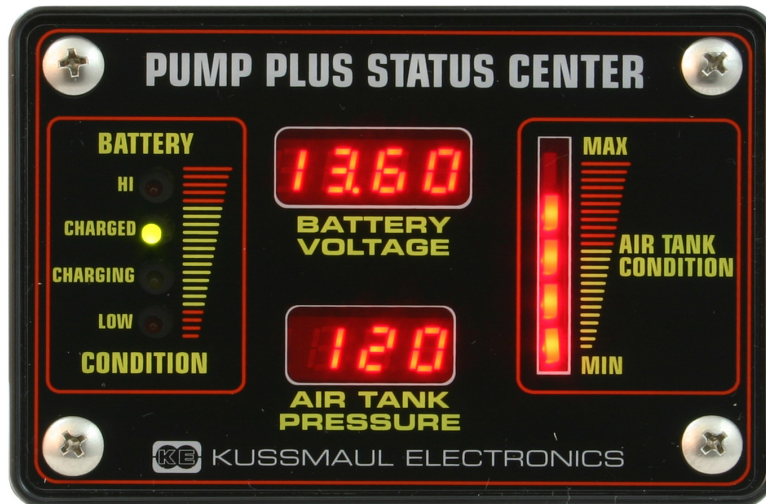 PUMP PLUS STATUS CENTER
BATTERY
HI
CHARGED
CHARGING
LOW
CONDITION
13.60
BATTERY
VOLTAGE
120
AIR TANK
PRESSURE
MAX
AIR TANK
CONDITION
MIN
KE KUSSMAUL ELECTRONICS